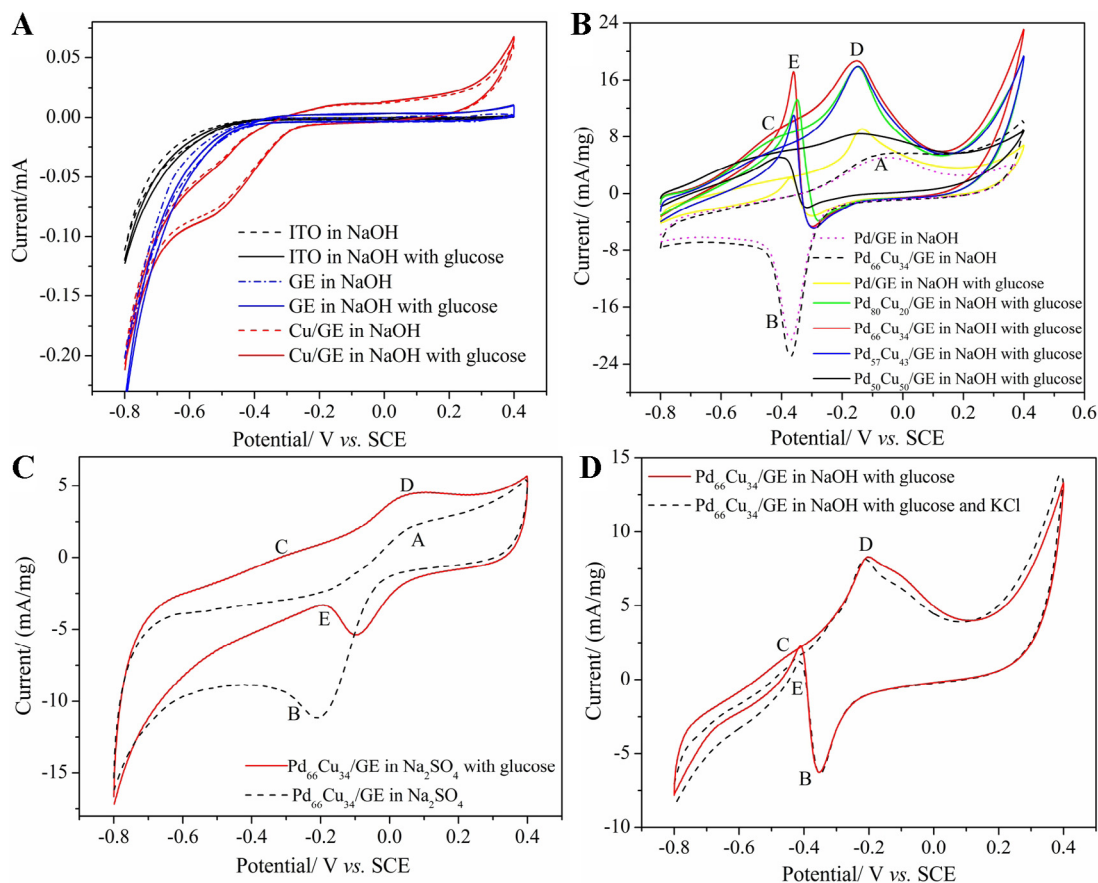 A
0.05
0.00
-0.05
-0.10
-0.15
-0.20
Current/mA
ITO in NaOH
ITO in NaOH with glucose
GE in NaOH
GE in NaOH with glucose
Cu/GE in NaOH
Cu/GE in NaOH with glucose
-0.8 -0.6 -0.4 -0.2 0.0 0.2 0.4
Potential/ V vs. SCE
B
24
16
8
0
-8
-16
-24
Current/ (mA/mg)
E
D
C
A
B
Pd/GE in NaOH
Pd₆₆Cu₃₄/GE in NaOH
Pd/GE in NaOH with glucose
Pd₈₀Cu₂₀/GE in NaOH with glucose
Pd₆₆Cu₃₄/GE in NaOH with glucose
Pd₅₇Cu₄₃/GE in NaOH with glucose
Pd₅₀Cu₅₀/GE in NaOH with glucose
-0.8 -0.6 -0.4 -0.2 0.0 0.2 0.4 0.6
Potential/ V vs. SCE
C
5
0
-5
-10
-15
Current/ (mA/mg)
D
A
C
E
B
Pd₆₆Cu₃₄/GE in Na₂SO₄ with glucose
Pd₆₆Cu₃₄/GE in Na₂SO₄
-0.8 -0.6 -0.4 -0.2 0.0 0.2 0.4
Potential/ V vs. SCE
D
15
10
5
0
-5
-10
Current/ (mA/mg)
Pd₆₆Cu₃₄/GE in NaOH with glucose
Pd₆₆Cu₃₄/GE in NaOH with glucose and KCl
D
C
E
B
-0.8 -0.6 -0.4 -0.2 0.0 0.2 0.4
Potential/ V vs. SCE